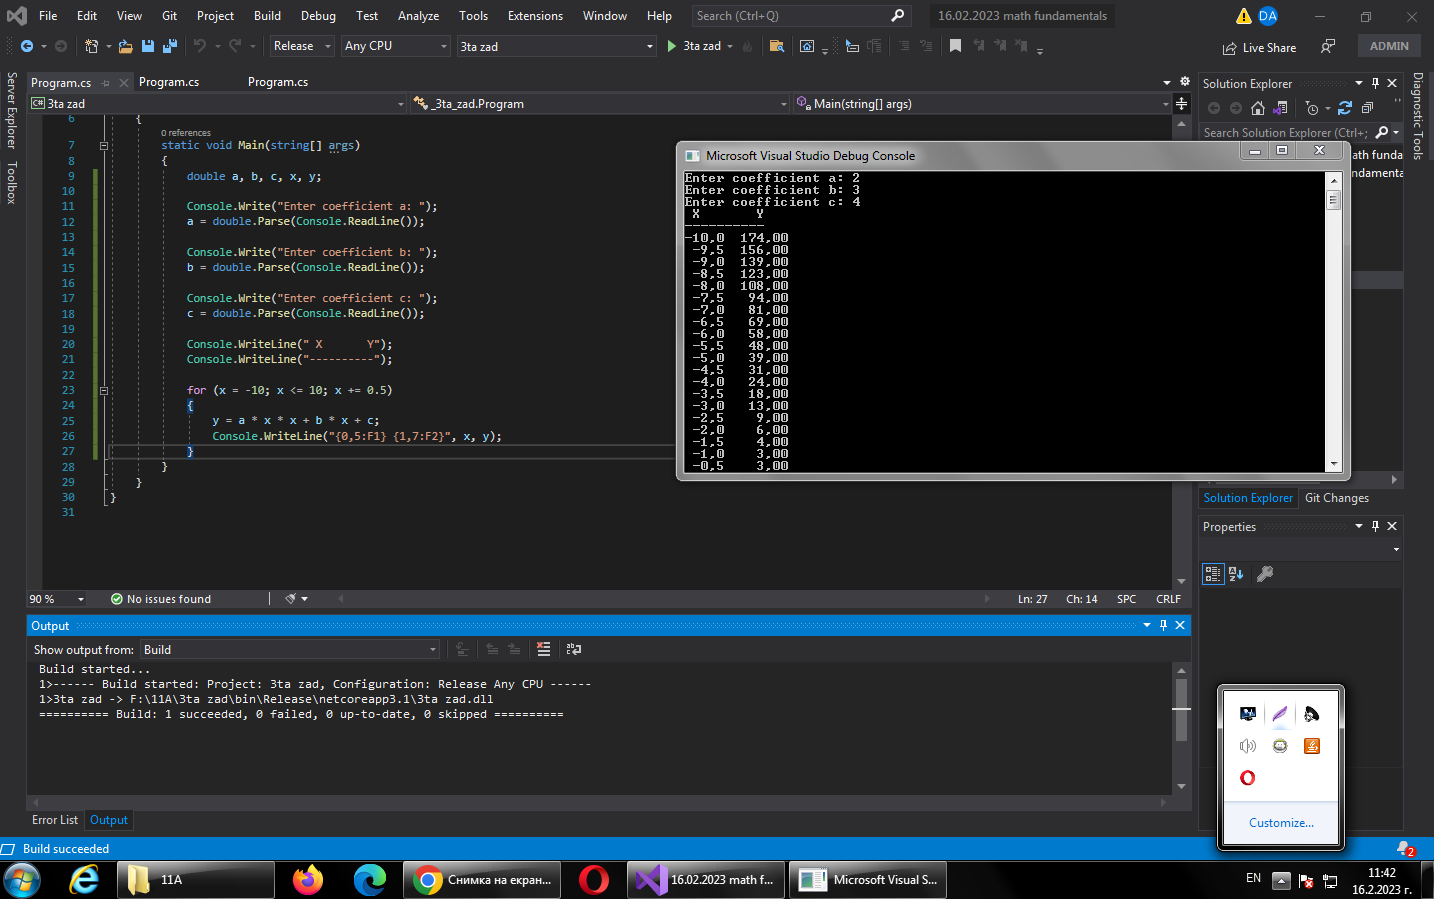 File Edit View Git Project Build Debug Test Analyze Tools Extensions Window Help Search (Ctrl+Q) 16.02.2023 math fundamentals DA
Release Any CPU 3ta zad 3ta zad Live Share ADMIN
Server Explorer
Toolbox
Program.cs Program.cs Program.cs
C# 3ta zad _3ta_zad.Program Main(string[] args)
6 {
0 references
7 static void Main(string[] args)
8 {
9 double a, b, c, x, y;
10
11 Console.Write("Enter coefficient a: ");
12 a = double.Parse(Console.ReadLine());
13
14 Console.Write("Enter coefficient b: ");
15 b = double.Parse(Console.ReadLine());
16
17 Console.Write("Enter coefficient c: ");
18 c = double.Parse(Console.ReadLine());
19
20 Console.WriteLine(" X      Y");
21 Console.WriteLine("----------");
22
23 for (x = -10; x <= 10; x += 0.5)
24 {
25 y = a * x * x + b * x + c;
26 Console.WriteLine("{0,5:F1} {1,7:F2}", x, y);
27 }
28 }
29 }
30 }
31
Microsoft Visual Studio Debug Console
Enter coefficient a: 2
Enter coefficient b: 3
Enter coefficient c: 4
X Y
----------
-10,0 174,00
-9,5 156,00
-9,0 139,00
-8,5 123,00
-8,0 108,00
-7,5 94,00
-7,0 81,00
-6,5 69,00
-6,0 58,00
-5,5 48,00
-5,0 39,00
-4,5 31,00
-4,0 24,00
-3,5 18,00
-3,0 13,00
-2,5 9,00
-2,0 6,00
-1,5 4,00
-1,0 3,00
-0,5 3,00
Solution Explorer
Search Solution Explorer (Ctrl+;
ath funda
ndamenta
Diagnostic Tools
Solution Explorer Git Changes
Properties
90 % No issues found Ln: 27 Ch: 14 SPC CRLF
Output
Show output from: Build
Build started...
1>------ Build started: Project: 3ta zad, Configuration: Release Any CPU ------
1>3ta zad -> F:\11A\3ta zad\bin\Release\netcoreapp3.1\3ta zad.dll
========== Build: 1 succeeded, 0 failed, 0 up-to-date, 0 skipped ==========
Error List Output
Customize...
Build succeeded 2
11A Снимка на екран... 16.02.2023 math f... Microsoft Visual S... EN 11:42
16.2.2023 г.